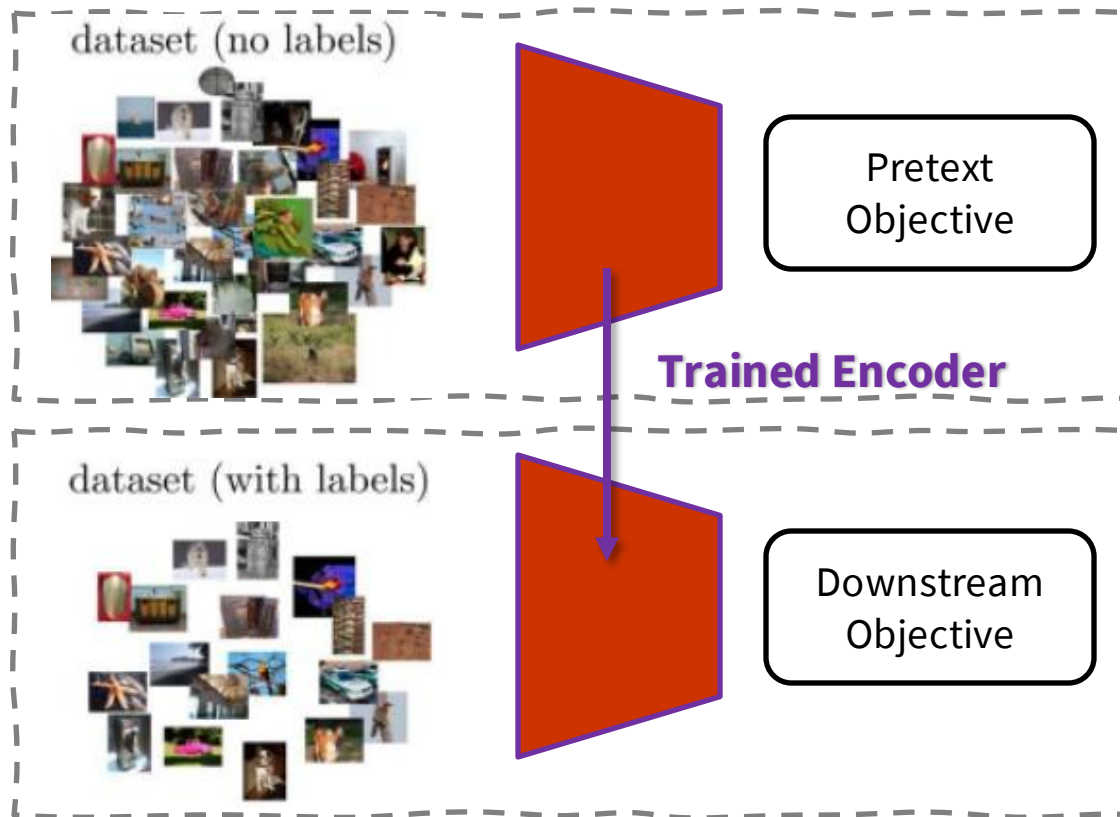 dataset (no labels)
Pretext
Objective
Trained Encoder
dataset (with labels)
Downstream
Objective